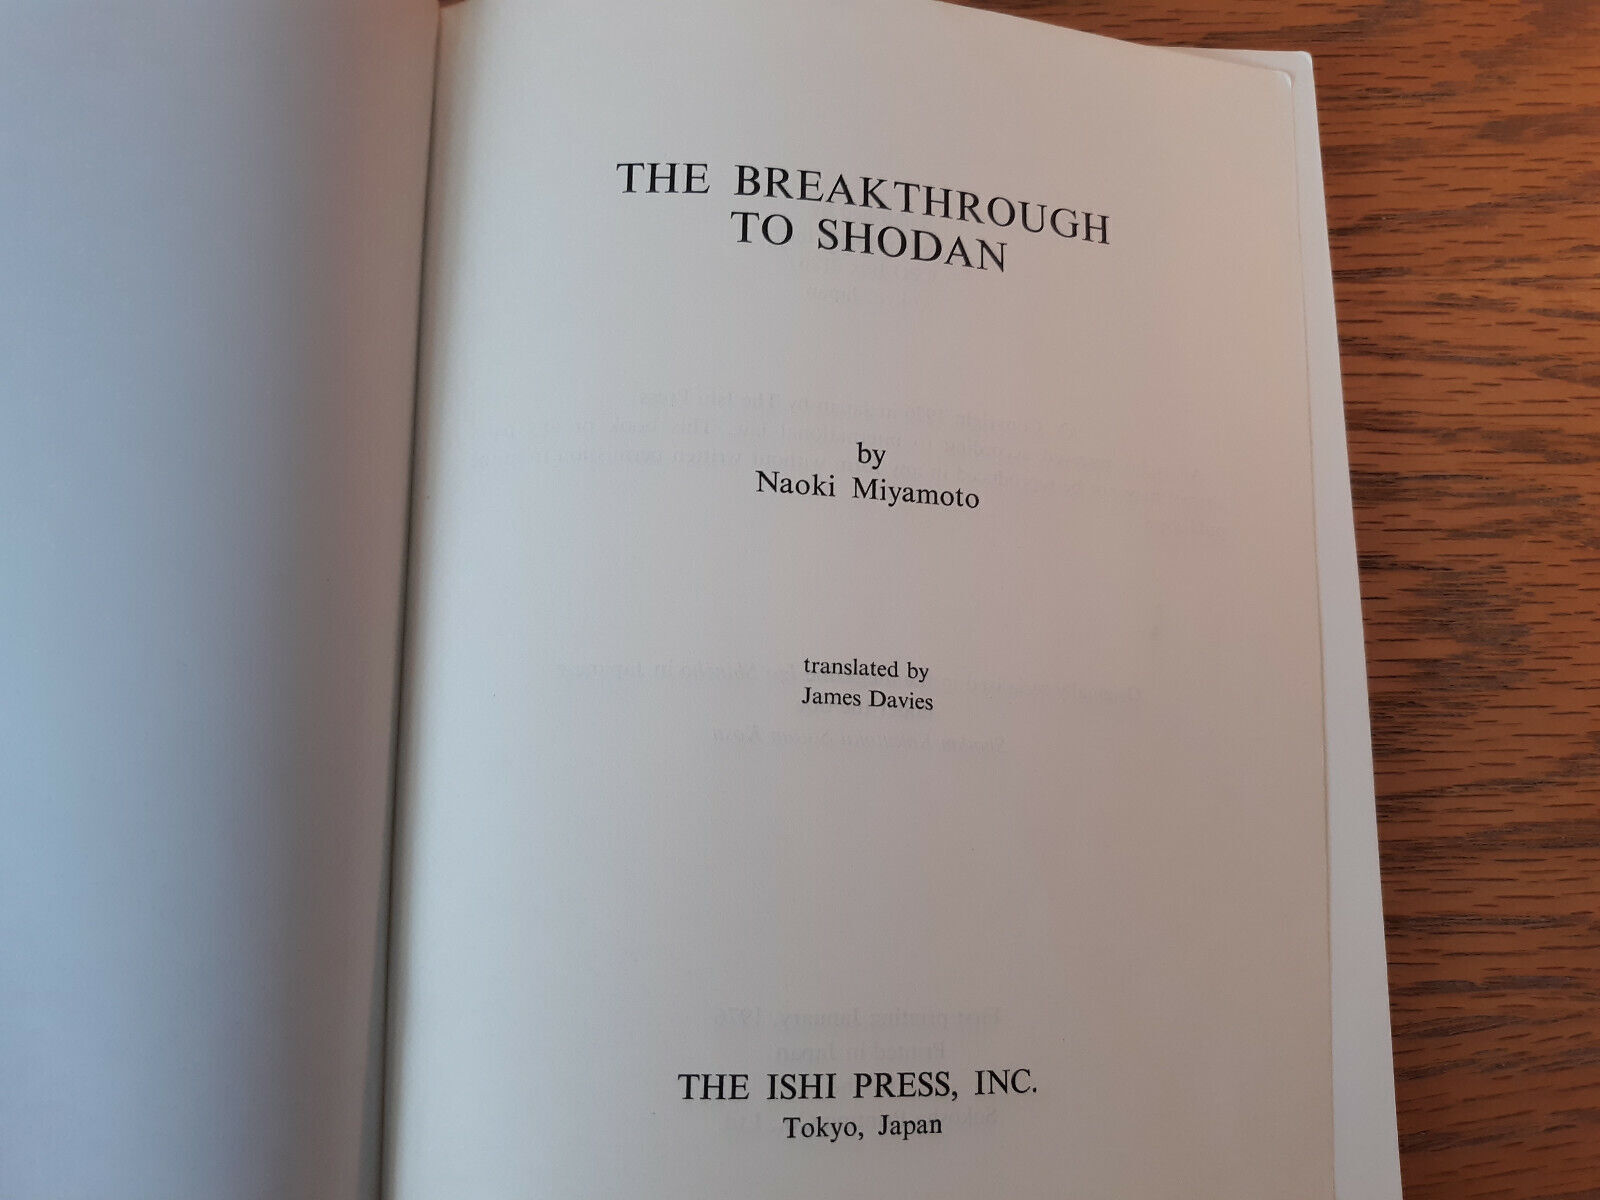 THE BREAKTHROUGH
TO SHODAN
by
Naoki Miyamoto
translated by
James Davies
THE ISHI PRESS, INC.
Tokyo, Japan